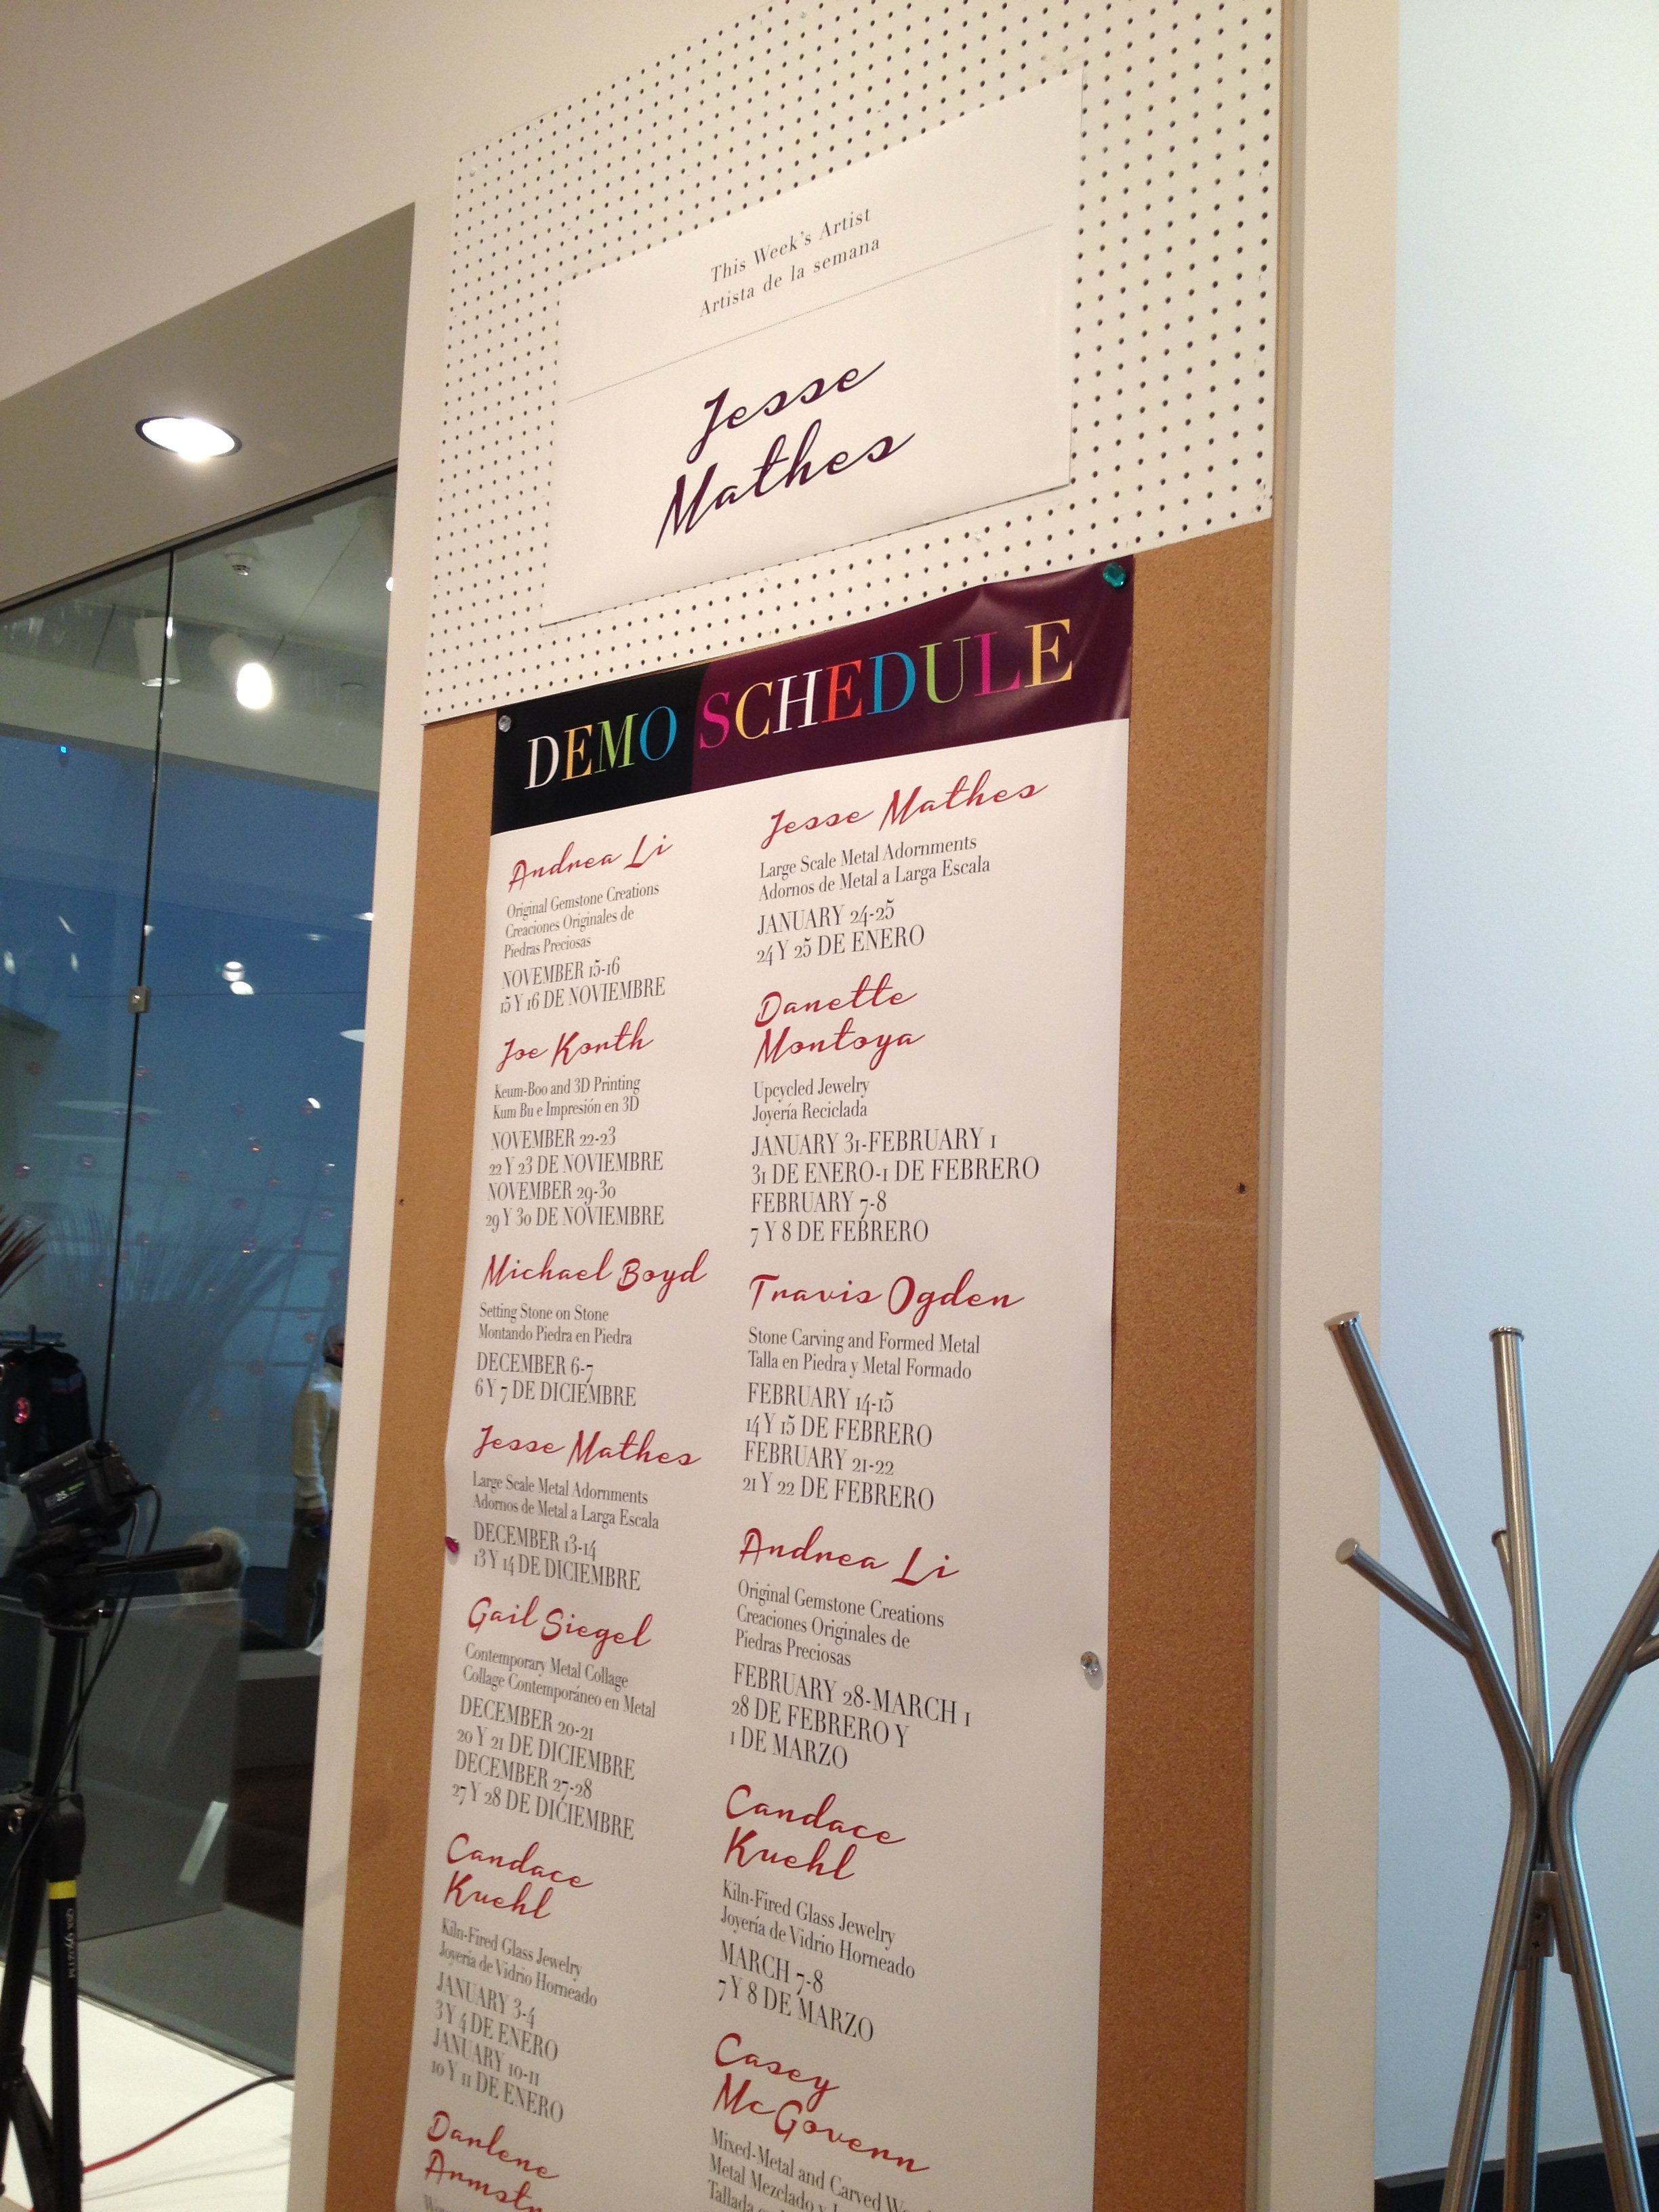 This Week's Artist
Artista de la semana
Jesse
Mathes
DEMO SCHEDULE
Andrea Li
Original Gemstone Creations
Creaciones Originales de
Piedras Preciosas
NOVEMBER 15-16
15 Y 16 DE NOVIEMBRE
Joe Korth
Keum-Boo and 3D Printing
Kum Bu e Impresión en 3D
NOVEMBER 22-23
22 Y 23 DE NOVIEMBRE
NOVEMBER 29-30
29 Y 30 DE NOVIEMBRE
Michael Boyd
Setting Stone on Stone
Montando Piedra en Piedra
DECEMBER 6-7
6 Y 7 DE DICIEMBRE
Jesse Mathes
Large Scale Metal Adornments
Adornos de Metal a Larga Escala
DECEMBER 13-14
13 Y 14 DE DICIEMBRE
Gail Siegel
Contemporary Metal Collage
Collage Contemporáneo en Metal
DECEMBER 20-21
20 Y 21 DE DICIEMBRE
DECEMBER 27-28
27 Y 28 DE DICIEMBRE
Candace
Kuehl
Kiln-Fired Glass Jewelry
Joyería de Vidrio Horneado
JANUARY 3-4
3 Y 4 DE ENERO
JANUARY 10-11
10 Y 11 DE ENERO
Darlene
Jesse Mathes
Large Scale Metal Adornments
Adornos de Metal a Larga Escala
JANUARY 24-25
24 Y 25 DE ENERO
Danette
Montoya
Upcycled Jewelry
Joyería Reciclada
JANUARY 31-FEBRUARY 1
31 DE ENERO-1 DE FEBRERO
FEBRUARY 7-8
7 Y 8 DE FEBRERO
Travis Ogden
Stone Carving and Formed Metal
Talla en Piedra y Metal Formado
FEBRUARY 14-15
14 Y 15 DE FEBRERO
FEBRUARY 21-22
21 Y 22 DE FEBRERO
Andrea Li
Original Gemstone Creations
Creaciones Originales de
Piedras Preciosas
FEBRUARY 28-MARCH 1
28 DE FEBRERO Y
1 DE MARZO
Candace
Kuehl
Kiln-Fired Glass Jewelry
Joyería de Vidrio Horneado
MARCH 7-8
7 Y 8 DE MARZO
Casey
McGovern
Mixed-Metal and Carved
Metal Mezclado y
Tallada